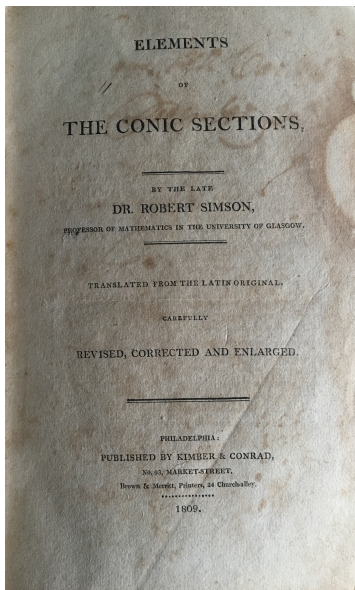 ELEMENTS
OF
THE CONIC SECTIONS,
BY THE LATE
DR. ROBERT SIMSON,
PROFESSOR OF MATHEMATICS IN THE UNIVERSITY OF GLASGOW.
TRANSLATED FROM THE LATIN ORIGINAL.
CAREFULLY
REVISED, CORRECTED AND ENLARGED.
PHILADELPHIA:
PUBLISHED BY KIMBER & CONRAD,
No. 93, MARKET-STREET,
Brown & Merritt, Printers, 24 Church-alley.
1809.